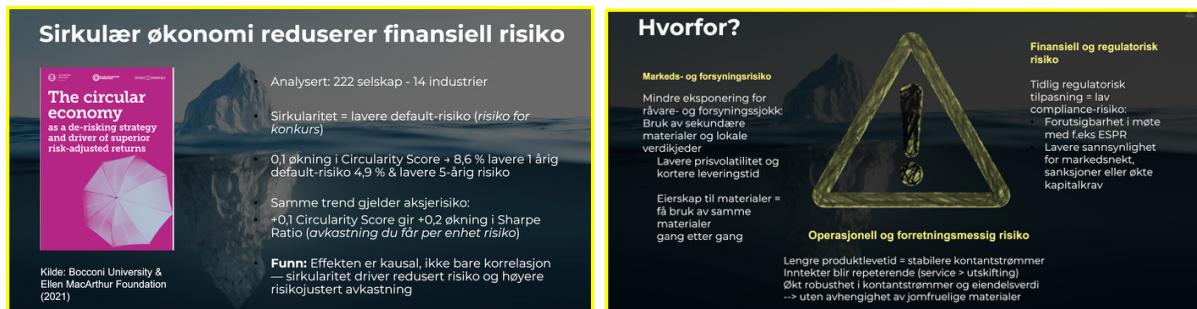 Sirkulær økonomi reduserer finansiell risiko
The circular
economy
as a de-risking strategy
and driver of superior
risk-adjusted returns
Kilde: Bocconi University &
Ellen MacArthur Foundation
(2021)
Analysert: 222 selskap - 14 industrier
Sirkularitet = lavere default-risiko (risiko for
konkurs)
0,1 økning i Circularity Score → 8,6 % lavere 1 årig
default-risiko 4,9 % & lavere 5-årig risiko
Samme trend gjelder aksjerisiko:
+0,1 Circularity Score gir +0,2 økning i Sharpe
Ratio (avkastning du får per enhet risiko)
Funn: Effekten er kausal, ikke bare korrelasjon
— sirkularitet driver redusert risiko og høyere
risikojustert avkastning
Hvorfor?
Markeds- og forsyningsrisiko
Mindre eksponering for
råvare- og forsyningssjokk:
Bruk av sekundære
materialer og lokale
verdikjeder
Lavere prisvolatilitet og
kortere leveringstid
Eierskap til materialer =
få bruk av samme
materiale
gang etter gang
Finansiell og regulatorisk
risiko
Tidlig regulatorisk
tilpasning = lav
compliance-risiko:
Forutsigbarhet i møte
med f.eks ESPR
Lavere sannsynlighet
for markedsnekt,
sanksjoner eller økte
kapitalkrav
Operasjonell og forretningsmessig risiko
Lengre produktlevetid = stabilere kontantstrømmer
Inntekter blir repeterende (service > utskifting)
Økt robusthet i kontantstrømmer og eiendelsverdi
--> uten avhengighet av jomfruelige materialer